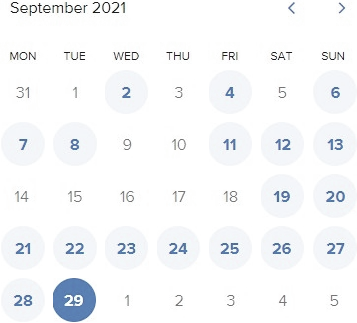 September 2021
MON TUE WED THU FRI SAT SUN
31 1 2 3 4 5 6
7 8 9 10 11 12 13
14 15 16 17 18 19 20
21 22 23 24 25 26 27
28 29 1 2 3 4 5